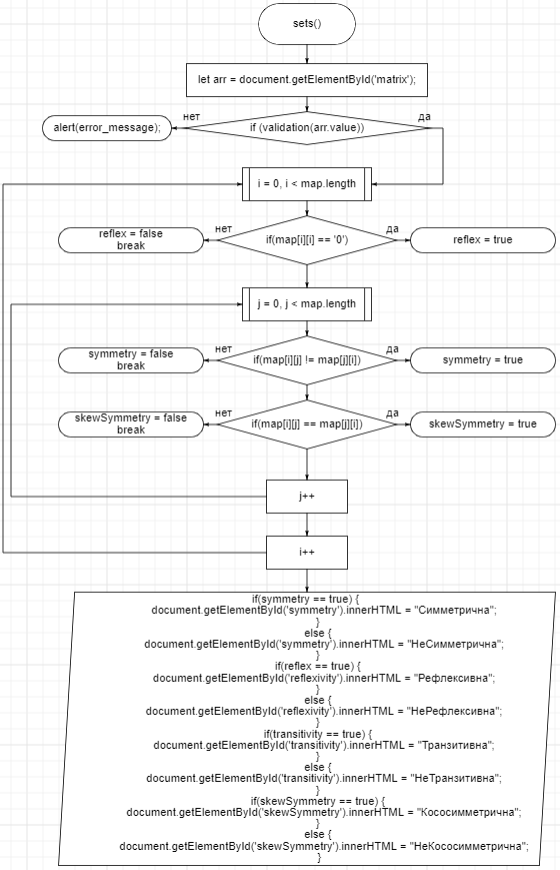 sets()
let arr = document.getElementById('matrix');
нет
да
alert(error_message);
if (validation(arr.value))
i = 0, i < map.length
нет
да
reflex = false
break
if(map[i][i] == '0')
reflex = true
j = 0, j < map.length
нет
да
symmetry = false
break
if(map[i][j] != map[j][i])
symmetry = true
нет
да
skewSymmetry = false
break
if(map[i][j] == map[j][i])
skewSymmetry = true
j++
i++
if(symmetry == true) {
document.getElementById('symmetry').innerHTML = "Симметрична";
}
else {
document.getElementById('symmetry').innerHTML = "НеСимметрична";
}
if(reflex == true) {
document.getElementById('reflexivity').innerHTML = "Рефлексивна";
}
else {
document.getElementById('reflexivity').innerHTML = "НеРефлексивна";
}
if(transitivity == true) {
document.getElementById('transitivity').innerHTML = "Транзитивна";
}
else {
document.getElementById('transitivity').innerHTML = "НеТранзитивна";
}
if(skewSymmetry == true) {
document.getElementById('skewSymmetry').innerHTML = "Кососимметрична";
}
else {
document.getElementById('skewSymmetry').innerHTML = "НеКососимметрична";
}